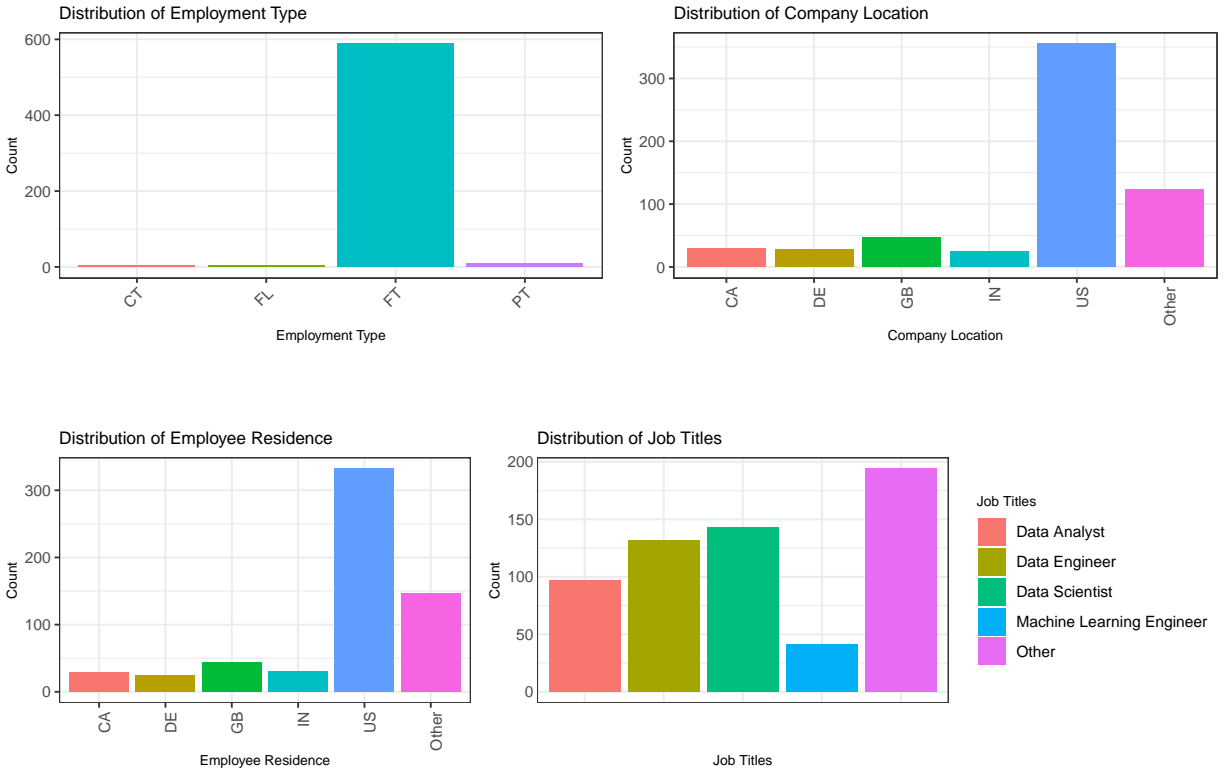 Distribution of Employment Type
600
400
200
0
Count
CT
FL
FT
PT
Employment Type
Distribution of Company Location
300
200
100
0
Count
CA
DE
GB
IN
US
Other
Company Location
Distribution of Employee Residence
300
200
100
0
Count
CA
DE
GB
IN
US
Other
Employee Residence
Distribution of Job Titles
200
150
100
50
0
Count
Job Titles
Job Titles
Data Analyst
Data Engineer
Data Scientist
Machine Learning Engineer
Other